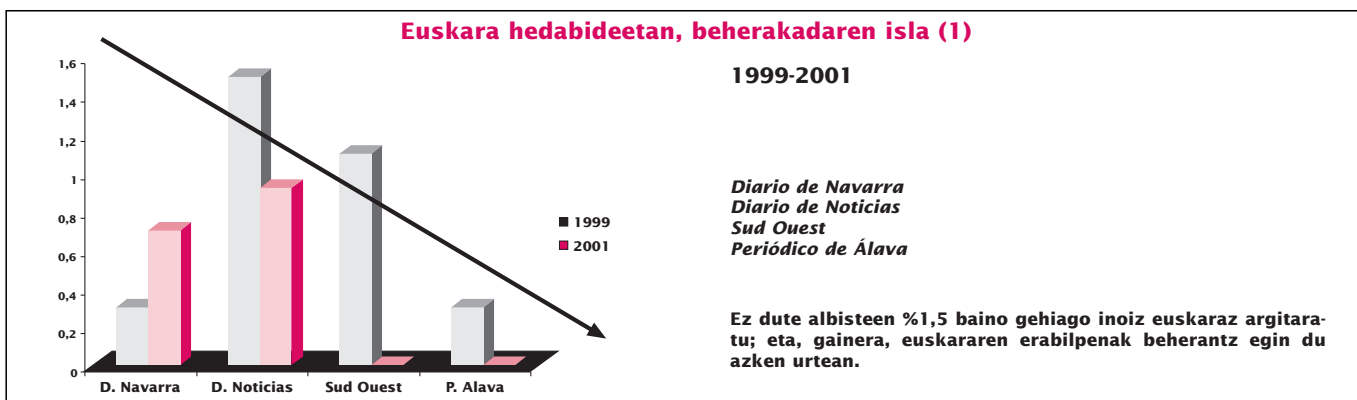 Euskara hedabideetan, beherakadaren isla (1)
1,6
1,4
1,2
1
0,8
0,6
0,4
0,2
0
D. Navarra
D. Noticias
Sud Ouest
P. Alava
1999
2001
1999-2001
Diario de Navarra
Diario de Noticias
Sud Ouest
Periódico de Álava
Ez dute albisteen %1,5 baino gehiago inoiz euskaraz argitara-
tu; eta, gainera, euskararen erabilpenak beherantz egin du
azken urtean.